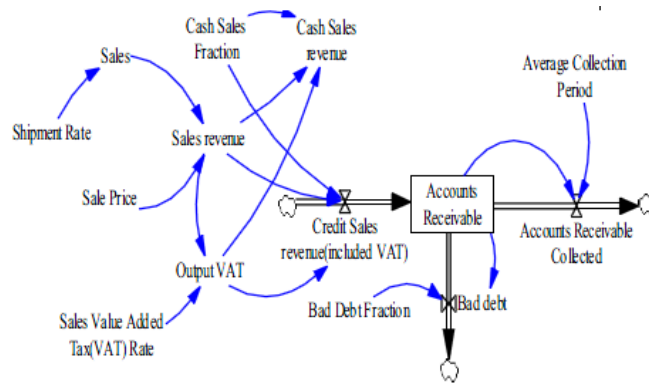 Cash Sales
Fraction
Cash Sales
revenue
Sales
Average Collection
Period
Shipment Rate
Sales revenue
Sale Price
Accounts
Receivable
Credit Sales
revenue(included VAT)
Accounts Receivable
Collected
Output VAT
Bad Debt Fraction
Bad debt
Sales Value Added
Tax(VAT) Rate